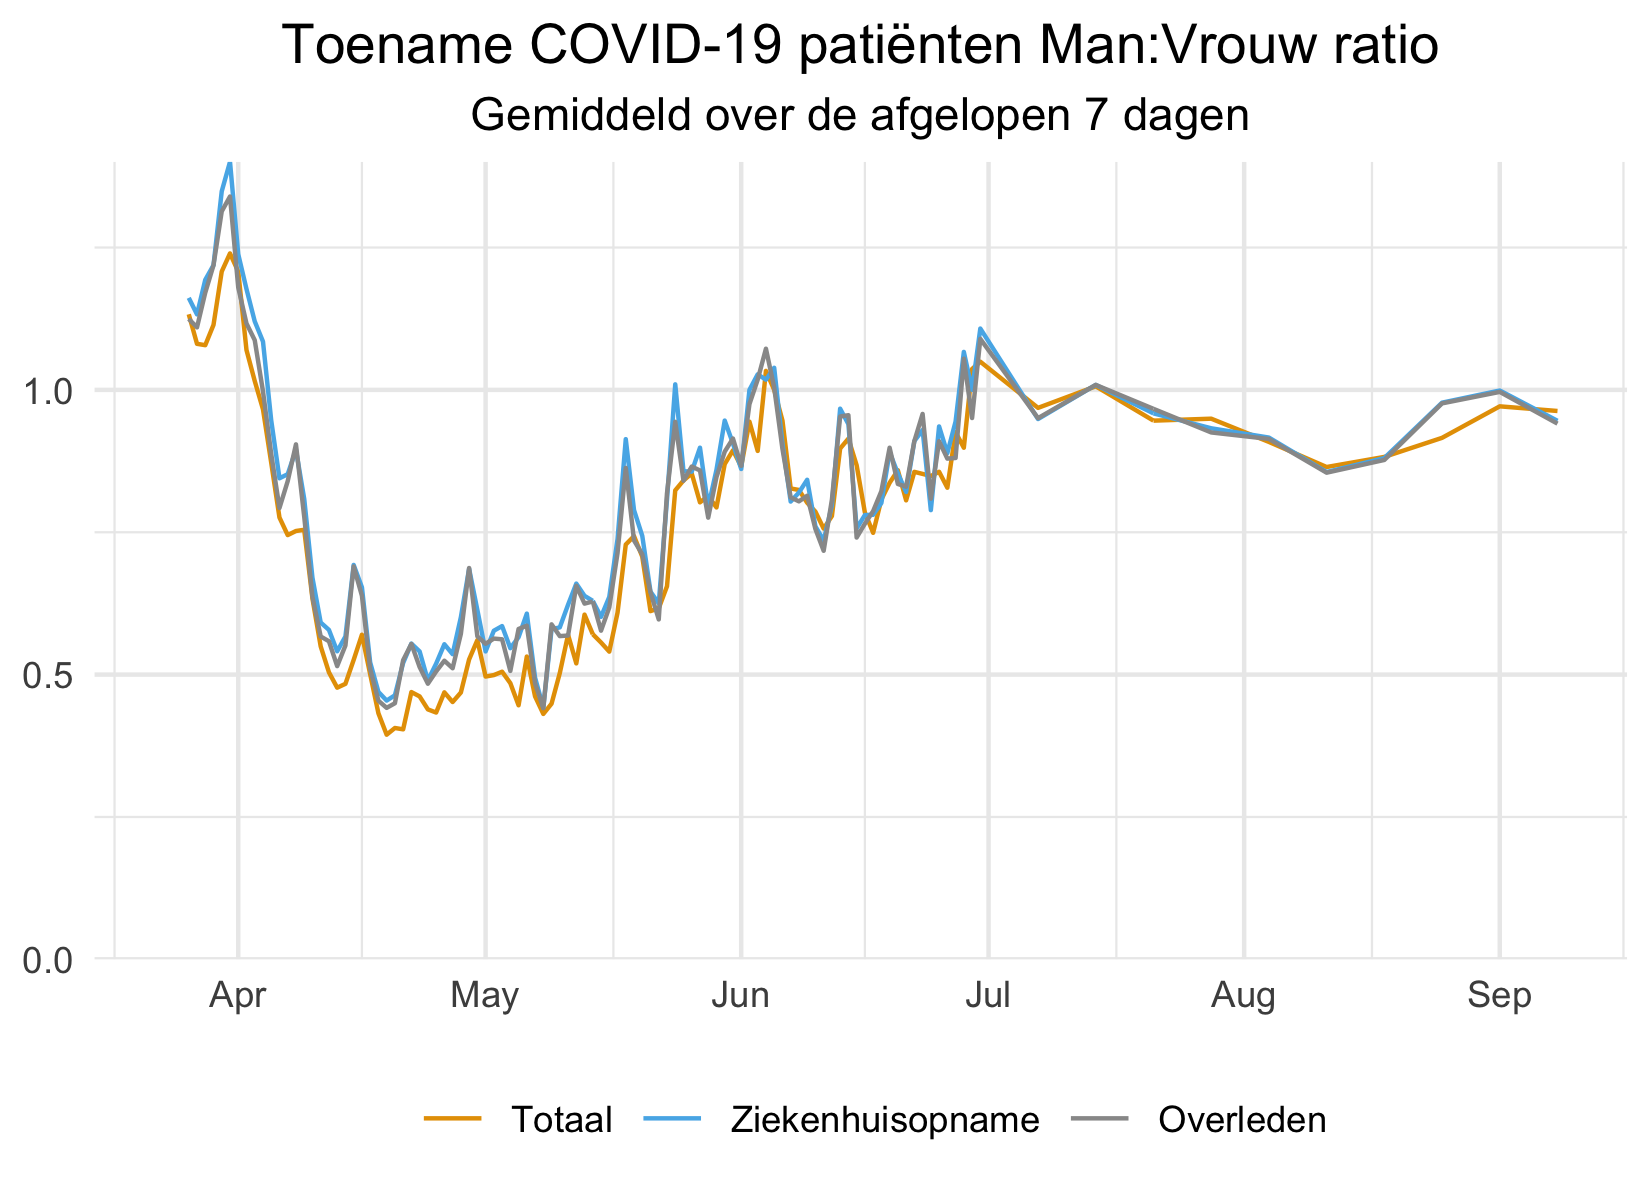 Toename COVID-19 patiënten Man:Vrouw ratio
Gemiddeld over de afgelopen 7 dagen
1.0
0.5
0.0
Apr May Jun Jul Aug Sep
Totaal Ziekenhuisopname Overleden